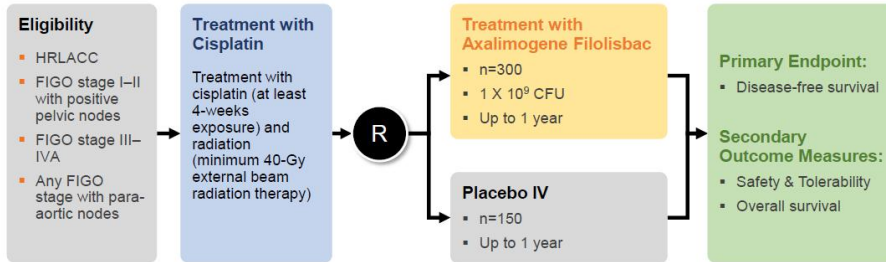 Eligibility
▪ HRLACC
▪ FIGO stage I–II
with positive
pelvic nodes
▪ FIGO stage III–
IVA
▪ Any FIGO
stage with para-
aortic nodes
Treatment with
Cisplatin
Treatment with
cisplatin (at least
4-weeks
exposure) and
radiation
(minimum 40-Gy
external beam
radiation therapy)
R
Treatment with
Axalimogene Filolisbac
▪ n=300
▪ 1 X 10⁹ CFU
▪ Up to 1 year
Placebo IV
▪ n=150
▪ Up to 1 year
Primary Endpoint:
▪ Disease-free survival
Secondary
Outcome Measures:
▪ Safety & Tolerability
▪ Overall survival